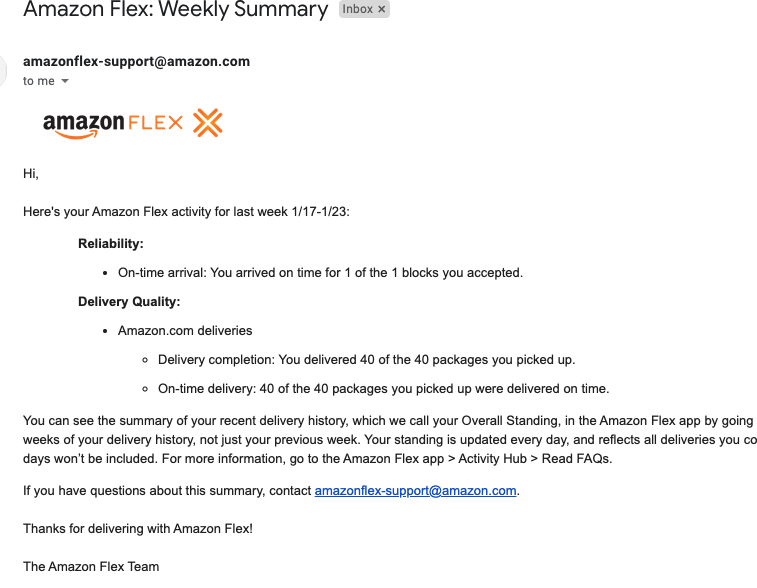 Amazon Flex: Weekly Summary Inbox x
amazonflex-support@amazon.com
to me
amazon FLEX
Hi,
Here's your Amazon Flex activity for last week 1/17-1/23:
Reliability:
• On-time arrival: You arrived on time for 1 of the 1 blocks you accepted.
Delivery Quality:
• Amazon.com deliveries
○ Delivery completion: You delivered 40 of the 40 packages you picked up.
○ On-time delivery: 40 of the 40 packages you picked up were delivered on time.
You can see the summary of your recent delivery history, which we call your Overall Standing, in the Amazon Flex app by going
weeks of your delivery history, not just your previous week. Your standing is updated every day, and reflects all deliveries you co
days won't be included. For more information, go to the Amazon Flex app > Activity Hub > Read FAQs.
If you have questions about this summary, contact amazonflex-support@amazon.com.
Thanks for delivering with Amazon Flex!
The Amazon Flex Team